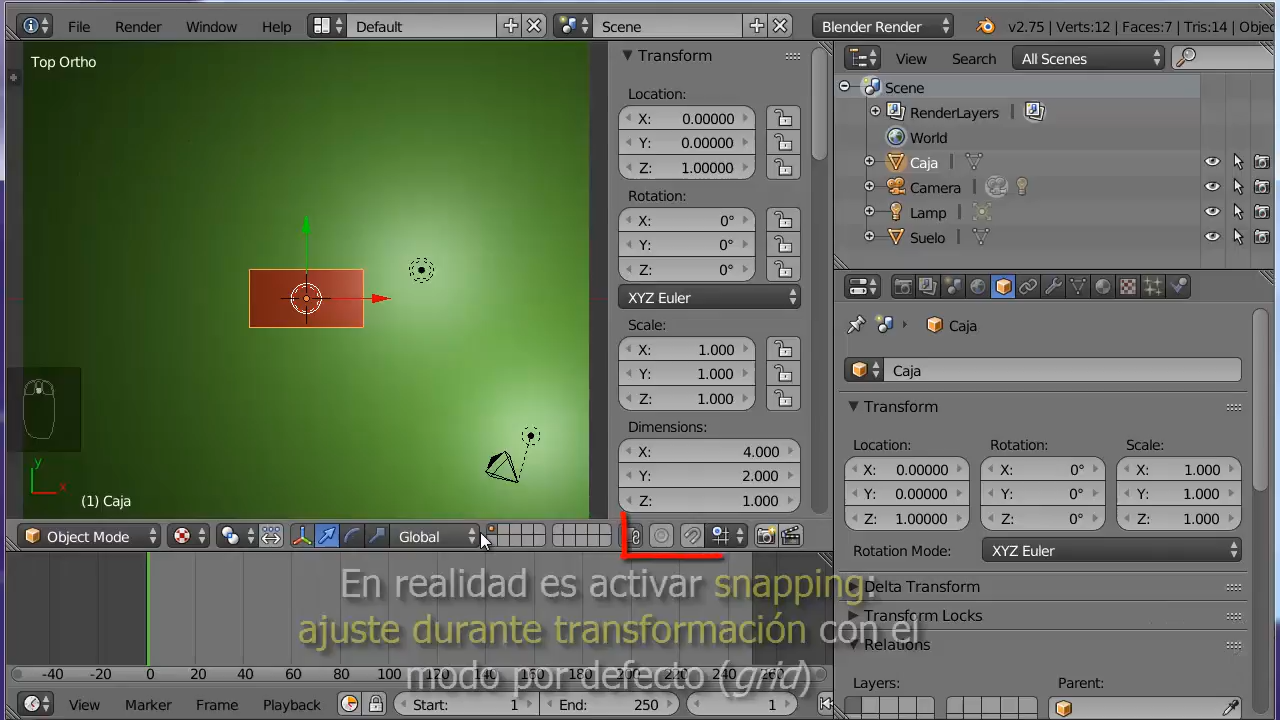 File Render Window Help Default Scene Blender Render v2.75 | Verts:12 | Faces:7 | Tris:14 | Objec
Top Ortho
(1) Caja
y
x
Transform
Location:
X: 0.00000
Y: 0.00000
Z: 1.00000
Rotation:
X: 0°
Y: 0°
Z: 0°
XYZ Euler
Scale:
X: 1.000
Y: 1.000
Z: 1.000
Dimensions:
X: 4.000
Y: 2.000
Z: 1.000
View Search All Scenes
Scene
RenderLayers
World
Caja
Camera
Lamp
Suelo
Caja
Caja
Transform
Location: Rotation: Scale:
X: 0.00000 X: 0° X: 1.000
Y: 0.00000 Y: 0° Y: 1.000
Z: 1.00000 Z: 0° Z: 1.000
Rotation Mode: XYZ Euler
Delta Transform
Transform Locks
Relations
Layers: Parent:
Object Mode Global
En realidad es activar snapping:
ajuste durante transformación con el
modo por defecto (grid)
-40 -20 0 20 40 60 80 100 120 140 160 180 200 220 240 260
View Marker Frame Playback Start: 1 End: 250 1